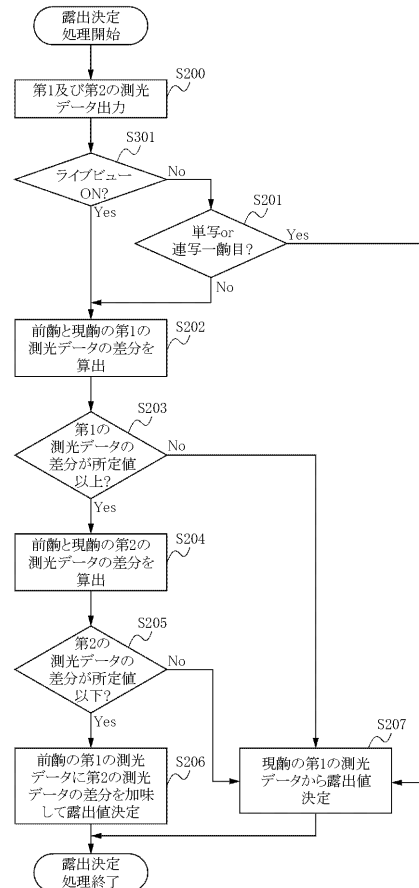 露出決定
処理開始
S200
第1及び第2の測光
データ出力
S301
ライブビュー
ON?
No
Yes
S201
単写or
連写一齣目?
Yes
No
S202
前齣と現齣の第1の
測光データの差分を
算出
S203
第1の
測光データの
差分が所定値
以上?
No
Yes
S204
前齣と現齣の第2の
測光データの差分を
算出
S205
第2の
測光データの
差分が所定値
以下?
No
Yes
S206
前齣の第1の測光
データに第2の測光
データの差分を加味
して露出値決定
S207
現齣の第1の測光
データから露出値
決定
露出決定
処理終了